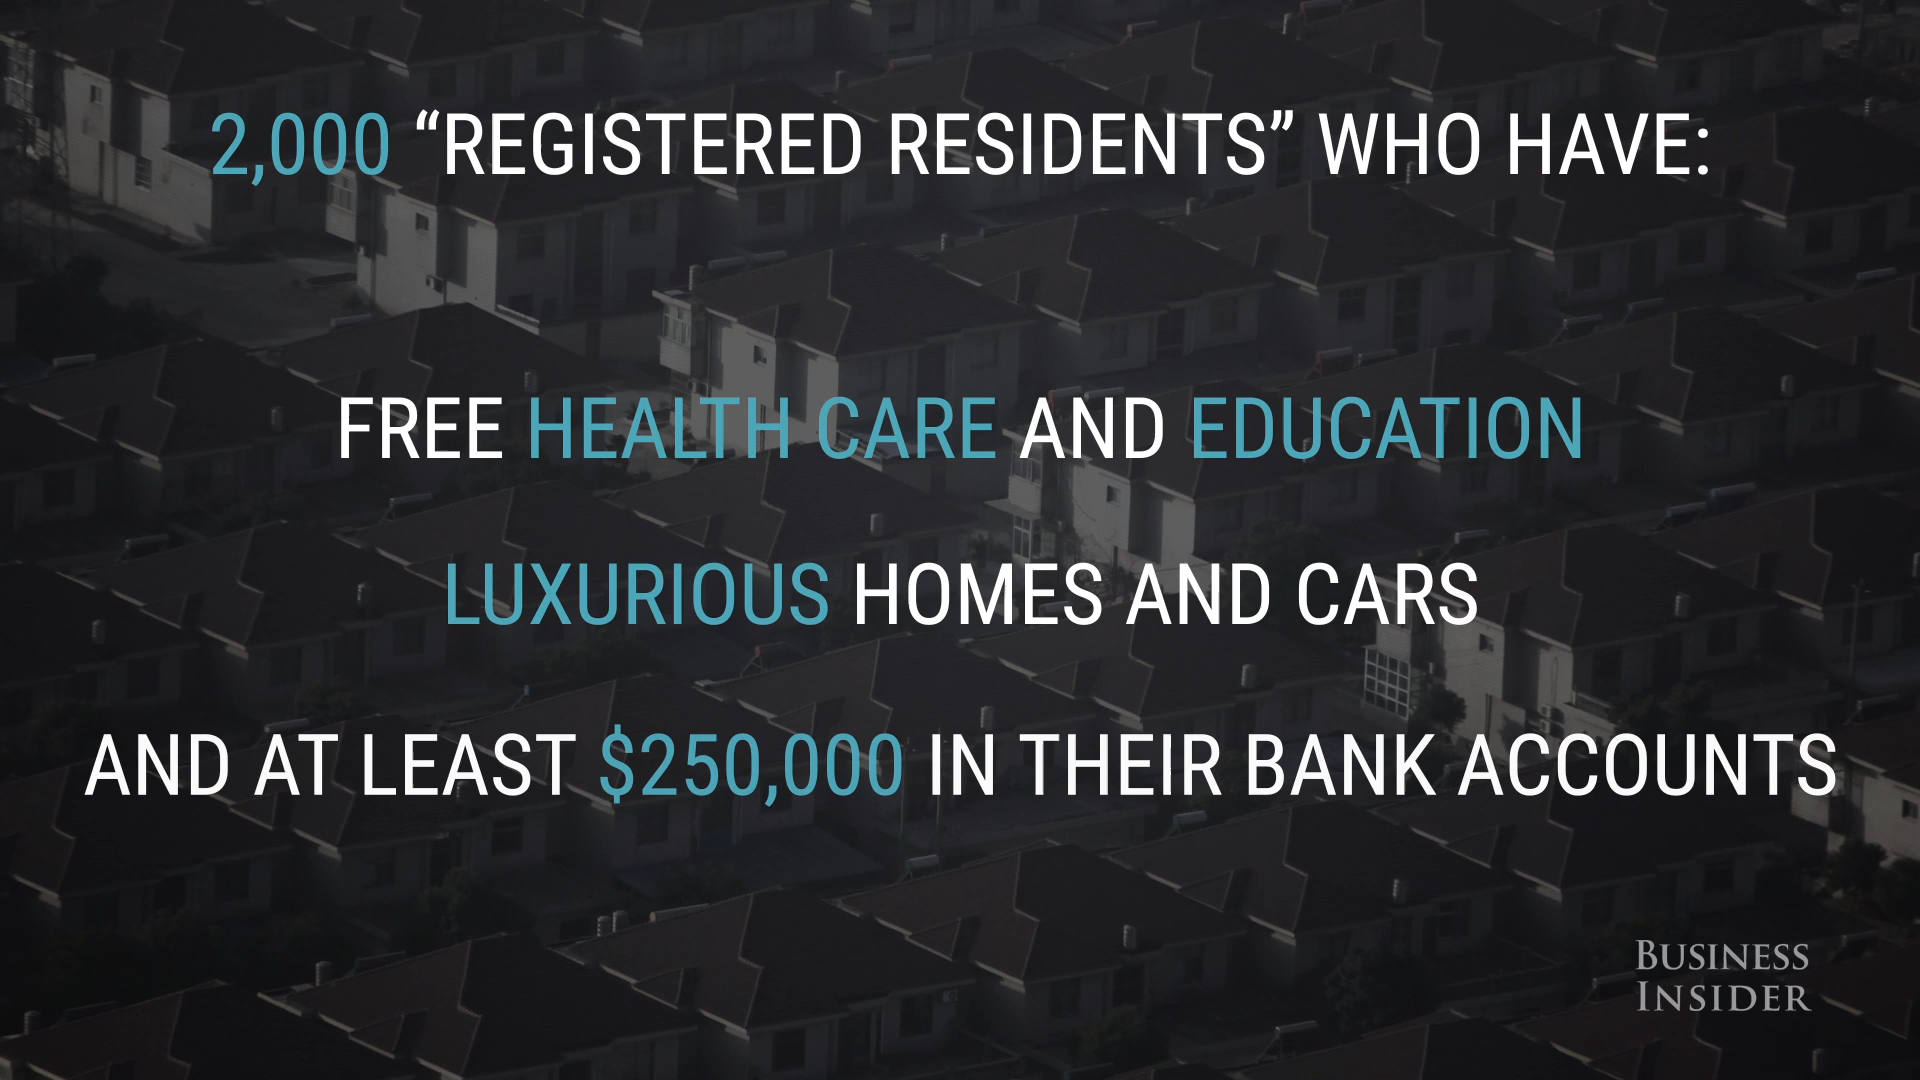 2,000 “REGISTERED RESIDENTS” WHO HAVE:
FREE HEALTH CARE AND EDUCATION
LUXURIOUS HOMES AND CARS
AND AT LEAST $250,000 IN THEIR BANK ACCOUNTS
BUSINESS
INSIDER